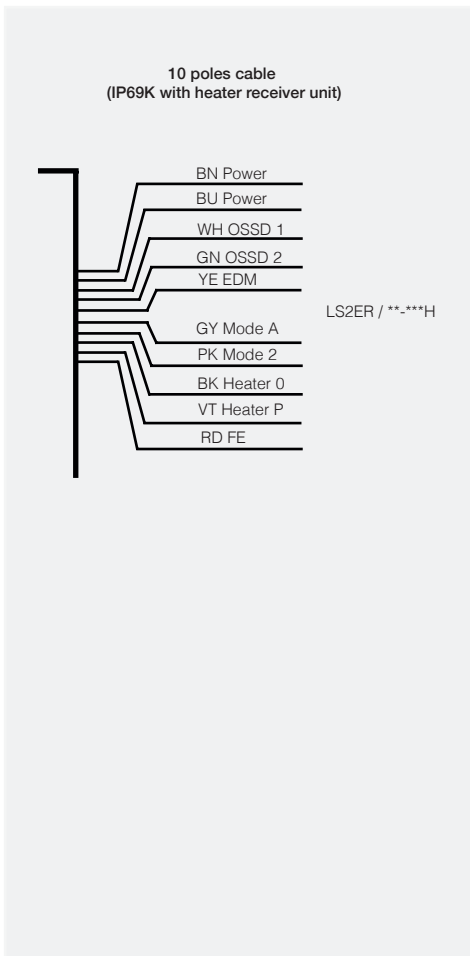 10 poles cable
(IP69K with heater receiver unit)
BN Power
BU Power
WH OSSD 1
GN OSSD 2
YE EDM
LS2ER / **-***H
GY Mode A
PK Mode 2
BK Heater 0
VT Heater P
RD FE